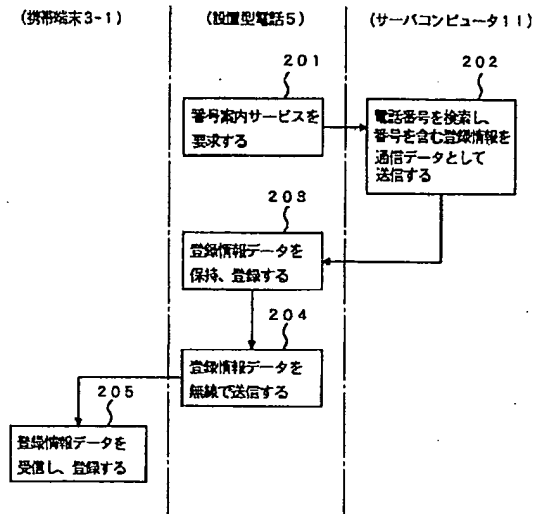 (携帯端末3-1)
(設置型電話5)
(サーバコンピュータ11)
201
番号案内サービスを
要求する
202
電話番号を検索し、
番号を含む登録情報を
通信データとして
送信する
203
登録情報データを
保持、登録する
204
登録情報データを
無線で送信する
205
登録情報データを
受信し、登録する